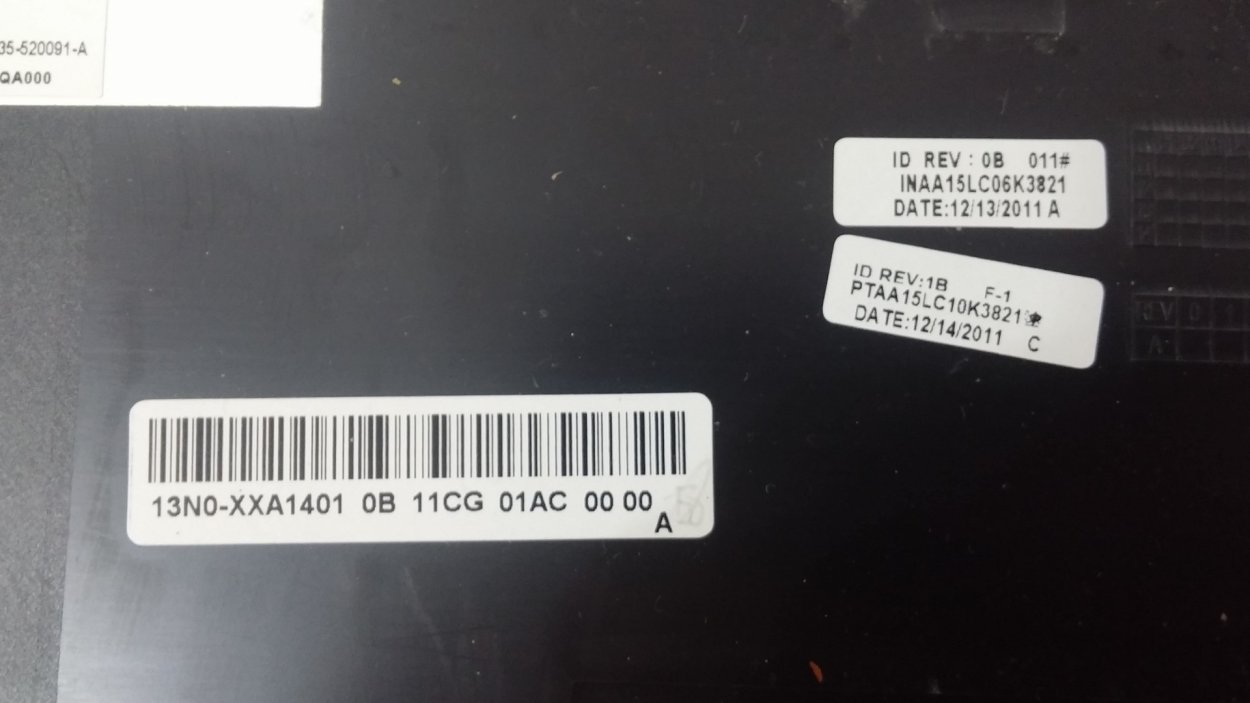 35-520091-A
QA000
ID REV : 0B 011#
INAA15LC06K3821
DATE:12/13/2011 A
ID REV:1B F-1
PTAA15LC10K3821
DATE:12/14/2011 C
13N0-XXA1401 0B 11CG 01AC 00 00
A